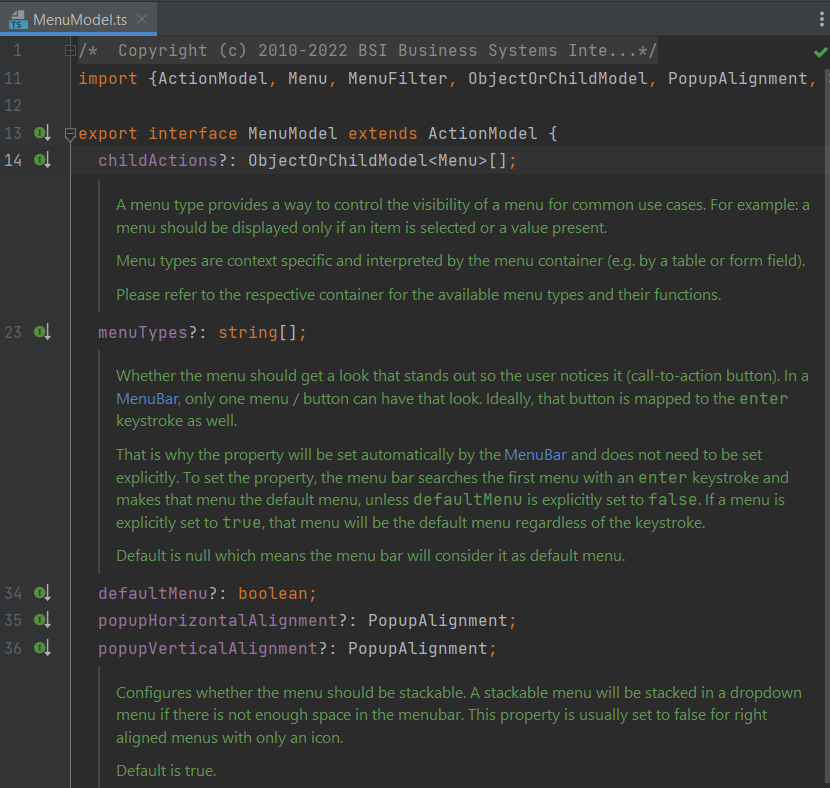 TS MenuModel.ts
1 /* Copyright (c) 2010-2022 BSI Business Systems Inte...*/
11 import {ActionModel, Menu, MenuFilter, ObjectOrChildModel, PopupAlignment,
12
13 export interface MenuModel extends ActionModel {
14 childActions?: ObjectOrChildModel<Menu>[];
A menu type provides a way to control the visibility of a menu for common use cases. For example: a
menu should be displayed only if an item is selected or a value present.
Menu types are context specific and interpreted by the menu container (e.g. by a table or form field).
Please refer to the respective container for the available menu types and their functions.
23 menuTypes?: string[];
Whether the menu should get a look that stands out so the user notices it (call-to-action button). In a
MenuBar, only one menu / button can have that look. Ideally, that button is mapped to the enter
keystroke as well.
That is why the property will be set automatically by the MenuBar and does not need to be set
explicitly. To set the property, the menu bar searches the first menu with an enter keystroke and
makes that menu the default menu, unless defaultMenu is explicitly set to false. If a menu is
explicitly set to true, that menu will be the default menu regardless of the keystroke.
Default is null which means the menu bar will consider it as default menu.
34 defaultMenu?: boolean;
35 popupHorizontalAlignment?: PopupAlignment;
36 popupVerticalAlignment?: PopupAlignment;
Configures whether the menu should be stackable. A stackable menu will be stacked in a dropdown
menu if there is not enough space in the menubar. This property is usually set to false for right
aligned menus with only an icon.
Default is true.